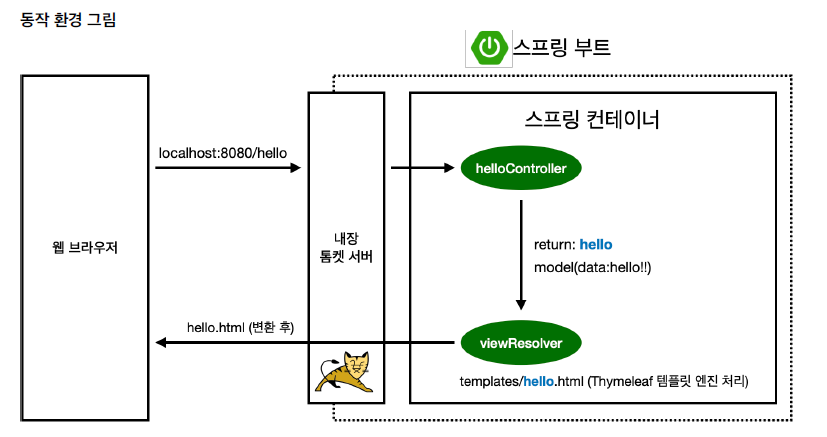 동작 환경 그림
스프링 부트
스프링 컨테이너
localhost:8080/hello
helloController
웹 브라우저
내장
톰켓 서버
return: hello
model(data:hello!!)
hello.html (변환 후)
viewResolver
templates/hello.html (Thymeleaf 템플릿 엔진 처리)